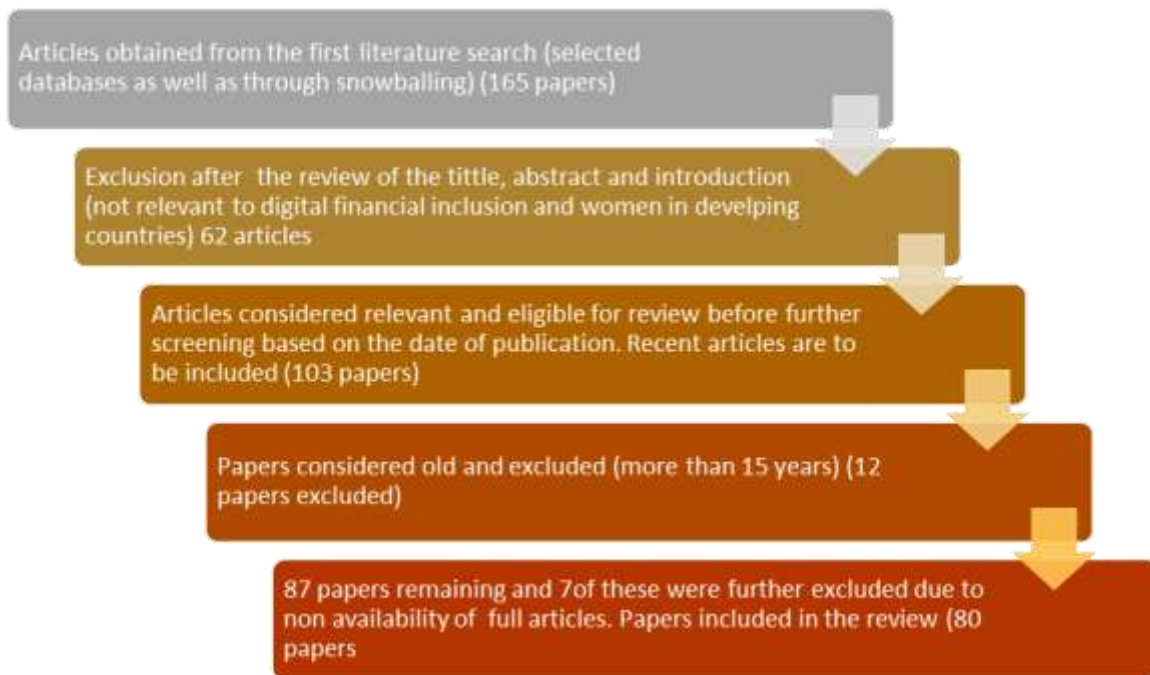 Articles obtained from the first literature search (selected
databases as well as through snowballing) (165 papers)
Exclusion after the review of the tittle, abstract and introduction
(not relevant to digital financial inclusion and women in develping
countries) 62 articles
Articles considered relevant and eligible for review before further
screening based on the date of publication. Recent articles are to
be included (103 papers)
Papers considered old and excluded (more than 15 years) (12
papers excluded)
87 papers remaining and 7of these were further excluded due to
non availability of full articles. Papers included in the review (80
papers